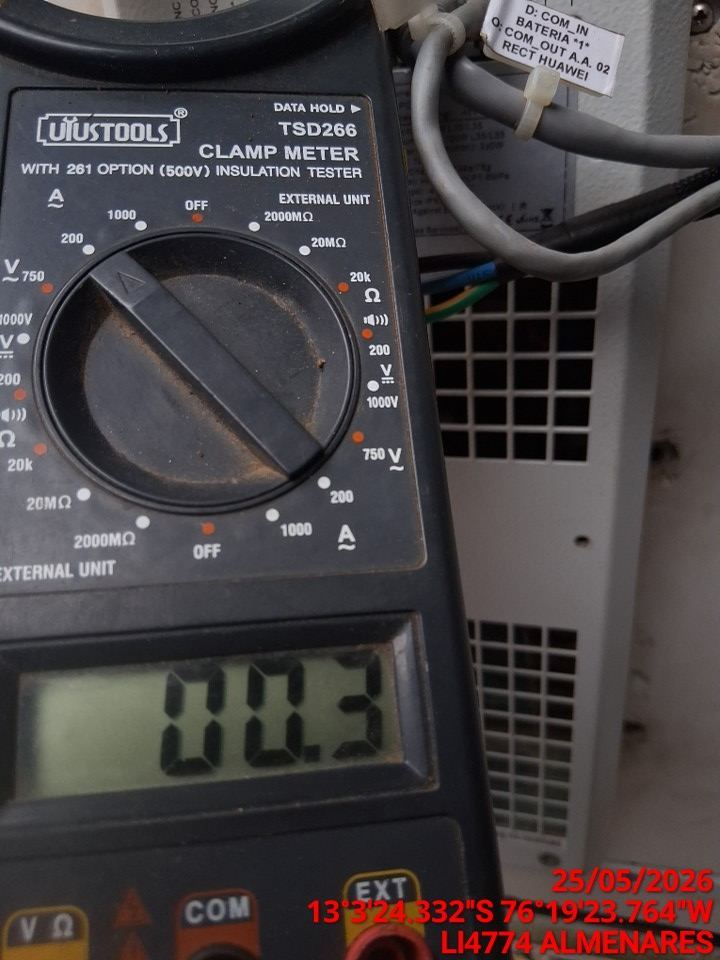 D: COM_IN
BATERIA *1*
O: COM_OUT A.A. 02
RECT HUAWEI
UYUSTOOLS®
DATA HOLD ▶
TSD266
CLAMP METER
WITH 261 OPTION (500V) INSULATION TESTER
A
~
1000
OFF
EXTERNAL UNIT
2000MΩ
200
20MΩ
V
~
750
20k
Ω
1000V
V
200
200
V
1000V
Ω
20k
750 V
~
20MΩ
200
2000MΩ
OFF
1000
A
~
EXTERNAL UNIT
00.3
V Ω
COM
EXT
25/05/2026
13°3'24.332"S 76°19'23.764"W
LI4774 ALMENARES